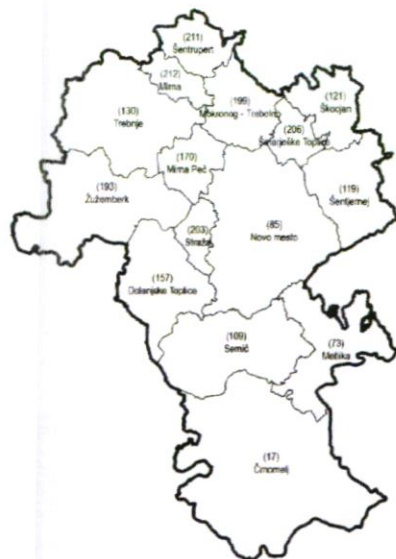 (211)
Šentrupert
(212)
Mirna
(130)
Trebnje
(199)
Mokronog - Trebelno
(121)
Škocjan
(206)
Šmarješke Toplice
(170)
Mirna Peč
(193)
Žužemberk
(119)
Šentjernej
(203)
Straža
(85)
Novo mesto
(157)
Dolenjske Toplice
(109)
Semič
(73)
Metlika
(17)
Črnomelj